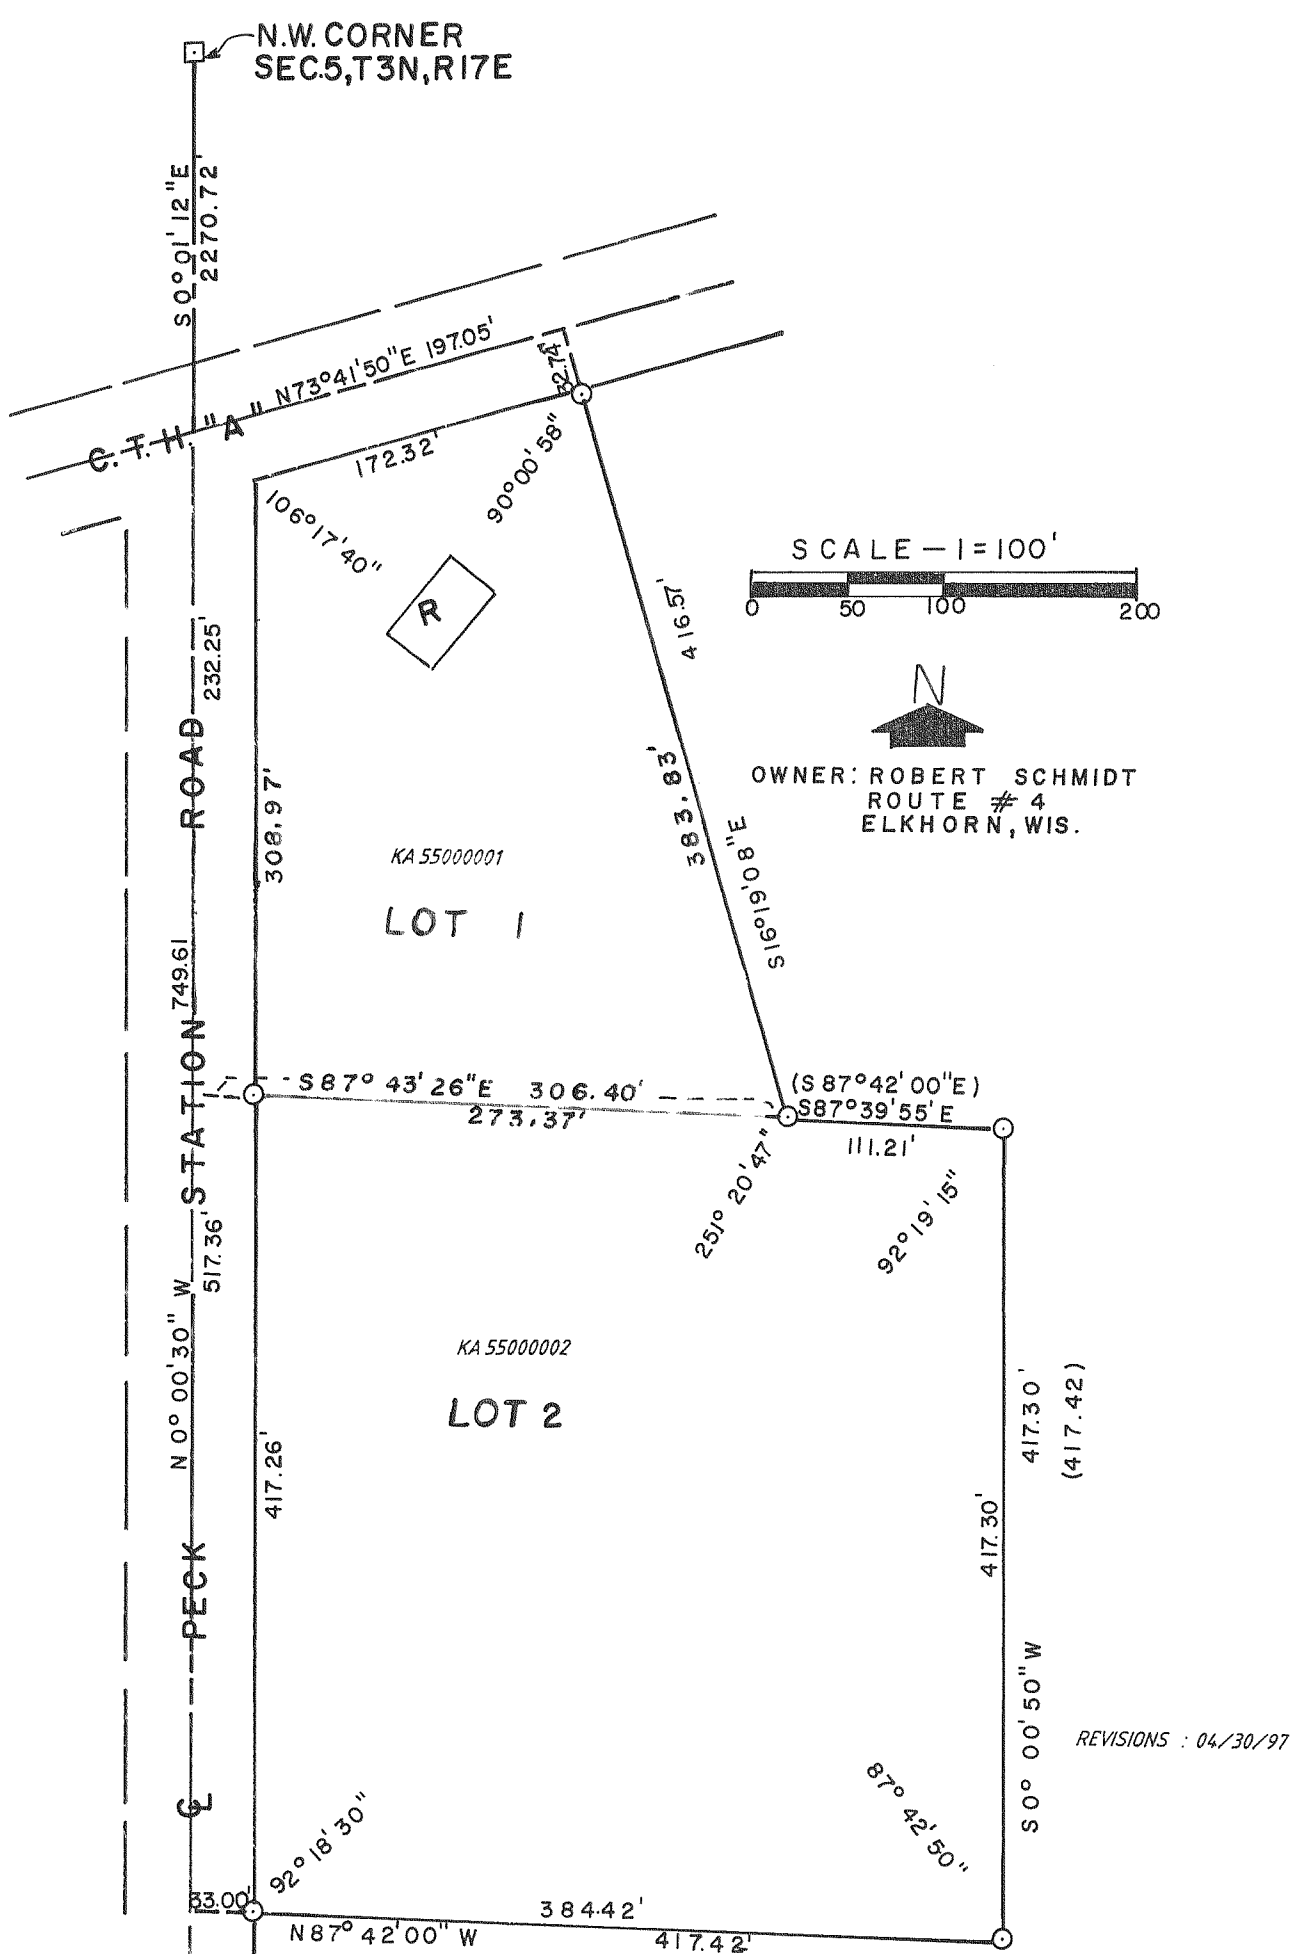 N.W. CORNER
SEC.5,T3N,R17E
S 0° 01' 12"E
2270.72'
N73°41'50"E 197.05'
32.74'
C.T.H. "A"
172.32'
90°00'58"
106°17'40"
R
SCALE — 1=100'
0 50 100 200
416.57'
232.25'
N
OWNER: ROBERT SCHMIDT
ROUTE # 4
ELKHORN, WIS.
383.83'
308.97'
S16°19'08"E
KA 55000001
LOT 1
749.61
PECK STATION ROAD
S87° 43' 26"E 306.40'
273.37'
(S 87°42' 00"E)
S87°39'55'E
111.21'
251° 20' 47"
92°19' 15"
517.36'
N 0° 00'30" W
KA 55000002
LOT 2
417.26'
417.30'
(417.42)
417.30'
S 0° 00' 50" W
REVISIONS : 04/30/97
℄
87° 42' 50"
92° 18' 30"
33.00'
384.42'
N 87° 42'00" W 417.42'